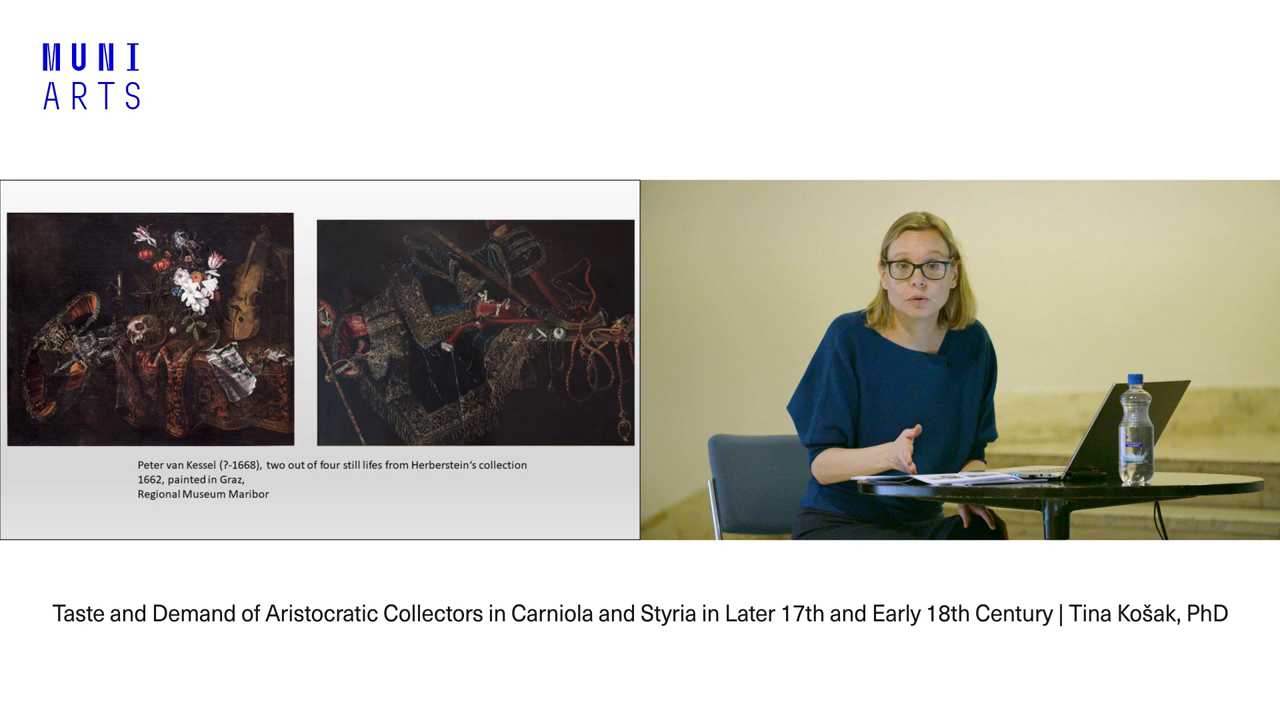 MUNI
ARTS
Peter van Kessel (?-1668), two out of four still lifes from Herberstein's collection
1662, painted in Graz,
Regional Museum Maribor
Taste and Demand of Aristocratic Collectors in Carniola and Styria in Later 17th and Early 18th Century | Tina Košak, PhD